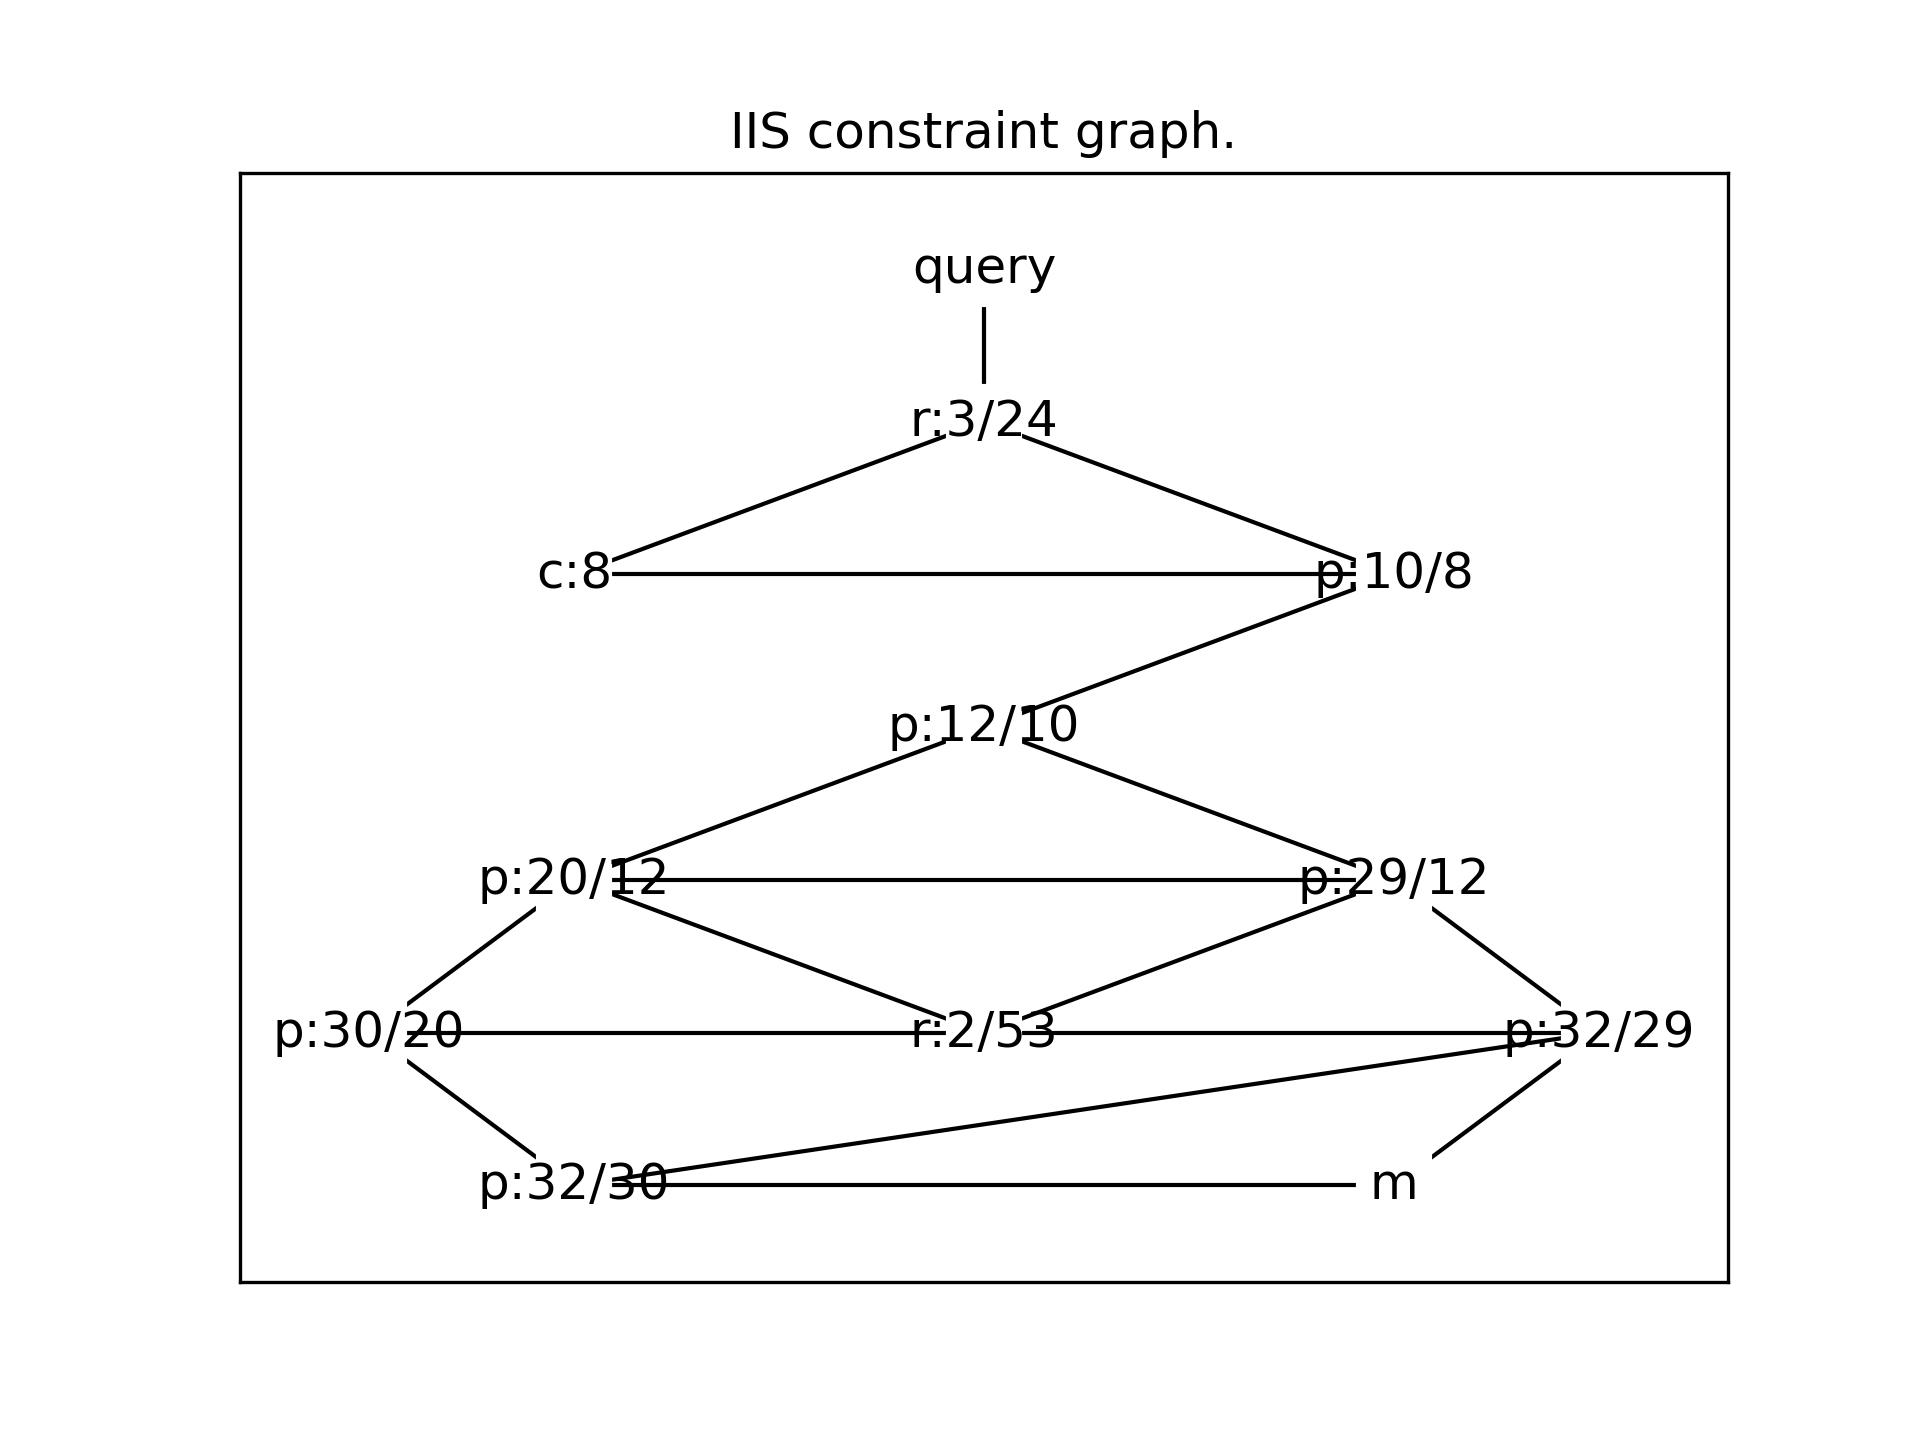 IIS constraint graph.
query
r:3/24
c:8
p:10/8
p:12/10
p:20/12
p:29/12
p:30/20
r:2/53
p:32/29
p:32/30
m